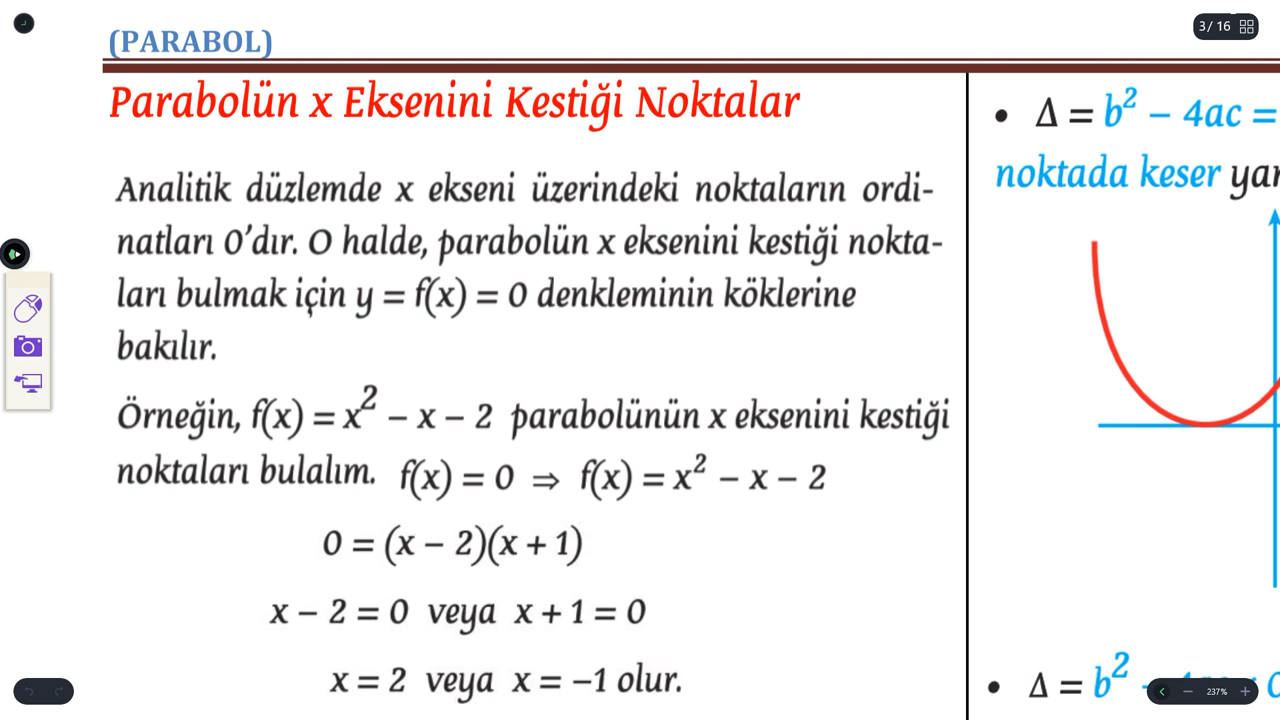 (PARABOL)
3/ 16
Parabolün x Eksenini Kestiği Noktalar
Analitik düzlemde x ekseni üzerindeki noktaların ordi-
natları 0'dır. O halde, parabolün x eksenini kestiği nokta-
ları bulmak için y = f(x) = 0 denkleminin köklerine
bakılır.
Örneğin, f(x) = x² − x − 2 parabolünün x eksenini kestiği
noktaları bulalım. f(x) = 0 ⇒ f(x) = x² − x − 2
0 = (x − 2)(x + 1)
x − 2 = 0 veya x + 1 = 0
x = 2 veya x = −1 olur.
• Δ = b² − 4ac =
noktada keser
• Δ = b²
237%